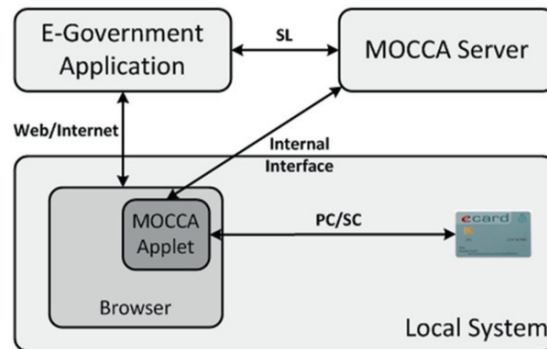 E-Government
Application
SL
MOCCA Server
Web/Internet
Internal
Interface
MOCCA
Applet
PC/SC
ecard
Browser
Local System